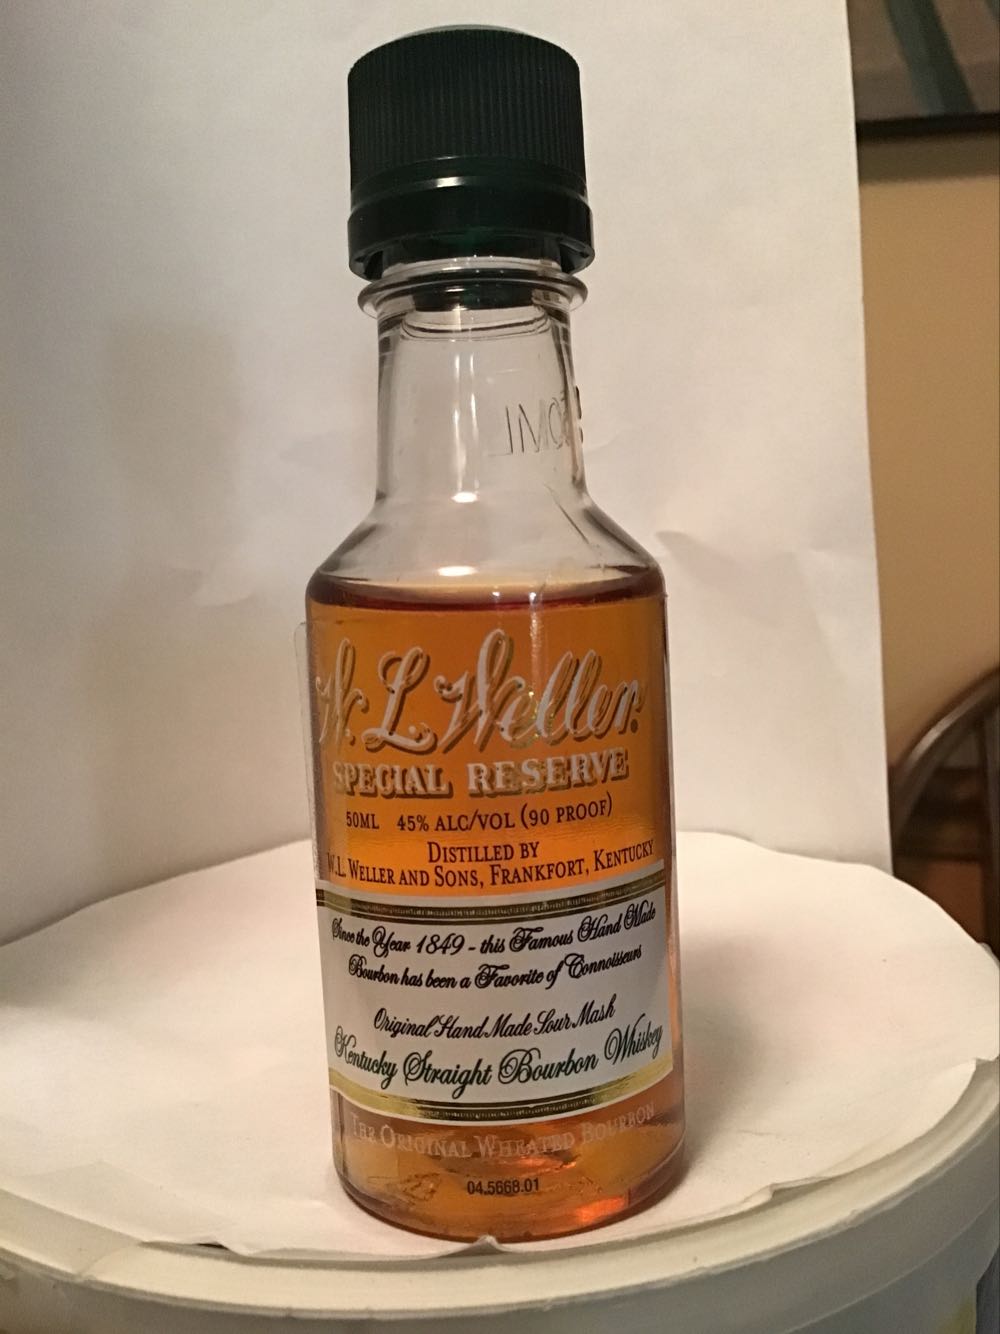 50ML
W. L. Weller
SPECIAL RESERVE
50ML 45% ALC/VOL (90 PROOF)
DISTILLED BY
W.L. WELLER AND SONS, FRANKFORT, KENTUCKY
Since the Year 1849 - this Famous Hand Made
Bourbon has been a Favorite of Connoisseurs
Original Hand Made Sour Mash
Kentucky Straight Bourbon Whiskey
THE ORIGINAL WHEATED BOURBON
04.5668.01